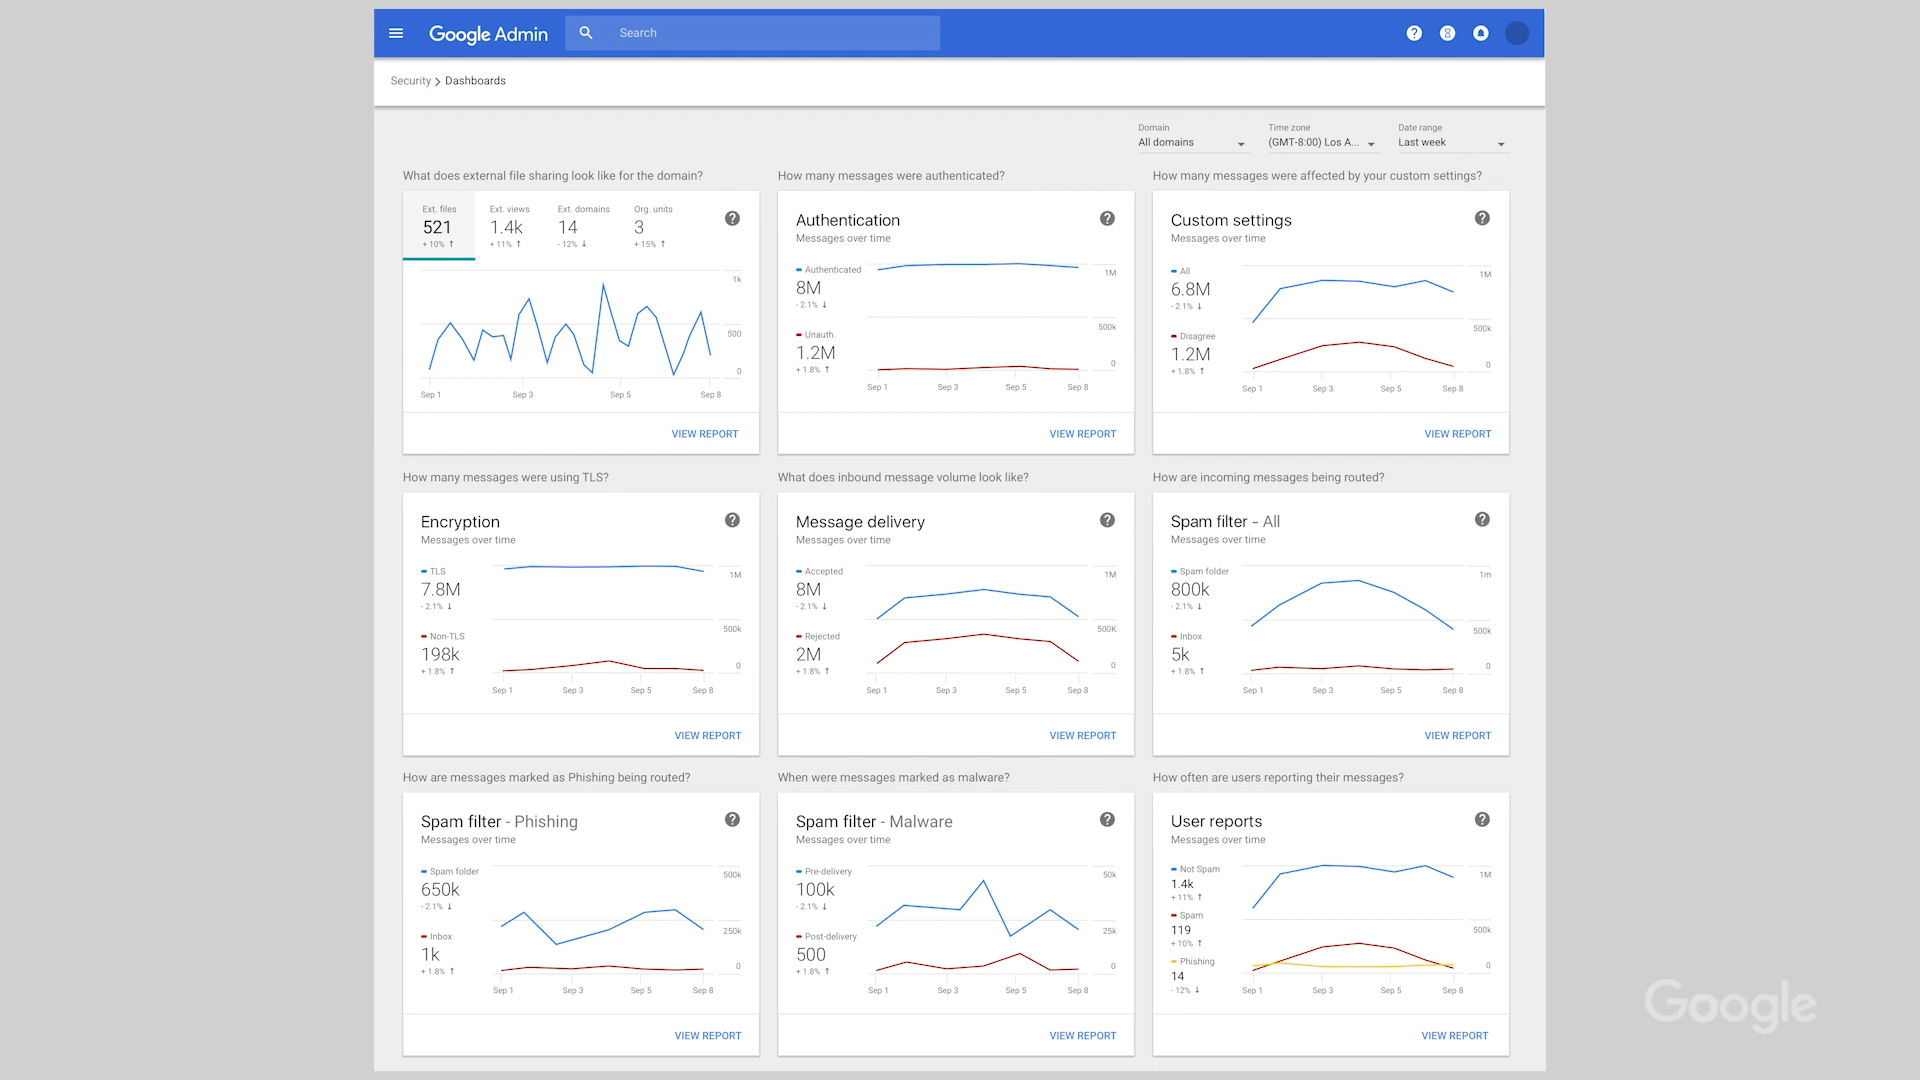 Google Admin
Search
Security > Dashboards
Domain
All domains
Time zone
(GMT-8:00) Los A...
Date range
Last week
What does external file sharing look like for the domain?
Ext. files
521
+10% ↑
Ext. views
1.4k
+11% ↑
Ext. domains
14
-12% ↓
Org. units
3
+15% ↑
1k
500
0
Sep 1 Sep 3 Sep 5 Sep 8
VIEW REPORT
How many messages were authenticated?
Authentication
Messages over time
Authenticated
8M
-2.1% ↓
Unauth.
1.2M
+1.8% ↑
1M
500k
0
Sep 1 Sep 3 Sep 5 Sep 8
VIEW REPORT
How many messages were affected by your custom settings?
Custom settings
Messages over time
All
6.8M
-2.1% ↓
Disagree
1.2M
+1.8% ↑
1M
500k
0
Sep 1 Sep 3 Sep 5 Sep 8
VIEW REPORT
How many messages were using TLS?
Encryption
Messages over time
TLS
7.8M
-2.1% ↓
Non-TLS
198k
+1.8% ↑
1M
500k
0
Sep 1 Sep 3 Sep 5 Sep 8
VIEW REPORT
What does inbound message volume look like?
Message delivery
Messages over time
Accepted
8M
-2.1% ↓
Rejected
2M
+1.8% ↑
1M
500K
0
Sep 1 Sep 3 Sep 5 Sep 8
VIEW REPORT
How are incoming messages being routed?
Spam filter - All
Messages over time
Spam folder
800k
-2.1% ↓
Inbox
5k
+1.8% ↑
1m
500k
0
Sep 1 Sep 3 Sep 5 Sep 8
VIEW REPORT
How are messages marked as Phishing being routed?
Spam filter - Phishing
Messages over time
Spam folder
650k
-2.1% ↓
Inbox
1k
+1.8% ↑
500k
250k
0
Sep 1 Sep 3 Sep 5 Sep 8
VIEW REPORT
When were messages marked as malware?
Spam filter - Malware
Messages over time
Pre-delivery
100k
-2.1% ↓
Post-delivery
500
+1.8% ↑
50k
25k
0
Sep 1 Sep 3 Sep 5 Sep 8
VIEW REPORT
How often are users reporting their messages?
User reports
Messages over time
Not Spam
1.4k
+11% ↑
Spam
119
+10% ↑
Phishing
14
-12% ↓
1M
500k
0
Sep 1 Sep 3 Sep 5 Sep 8
VIEW REPORT
Google